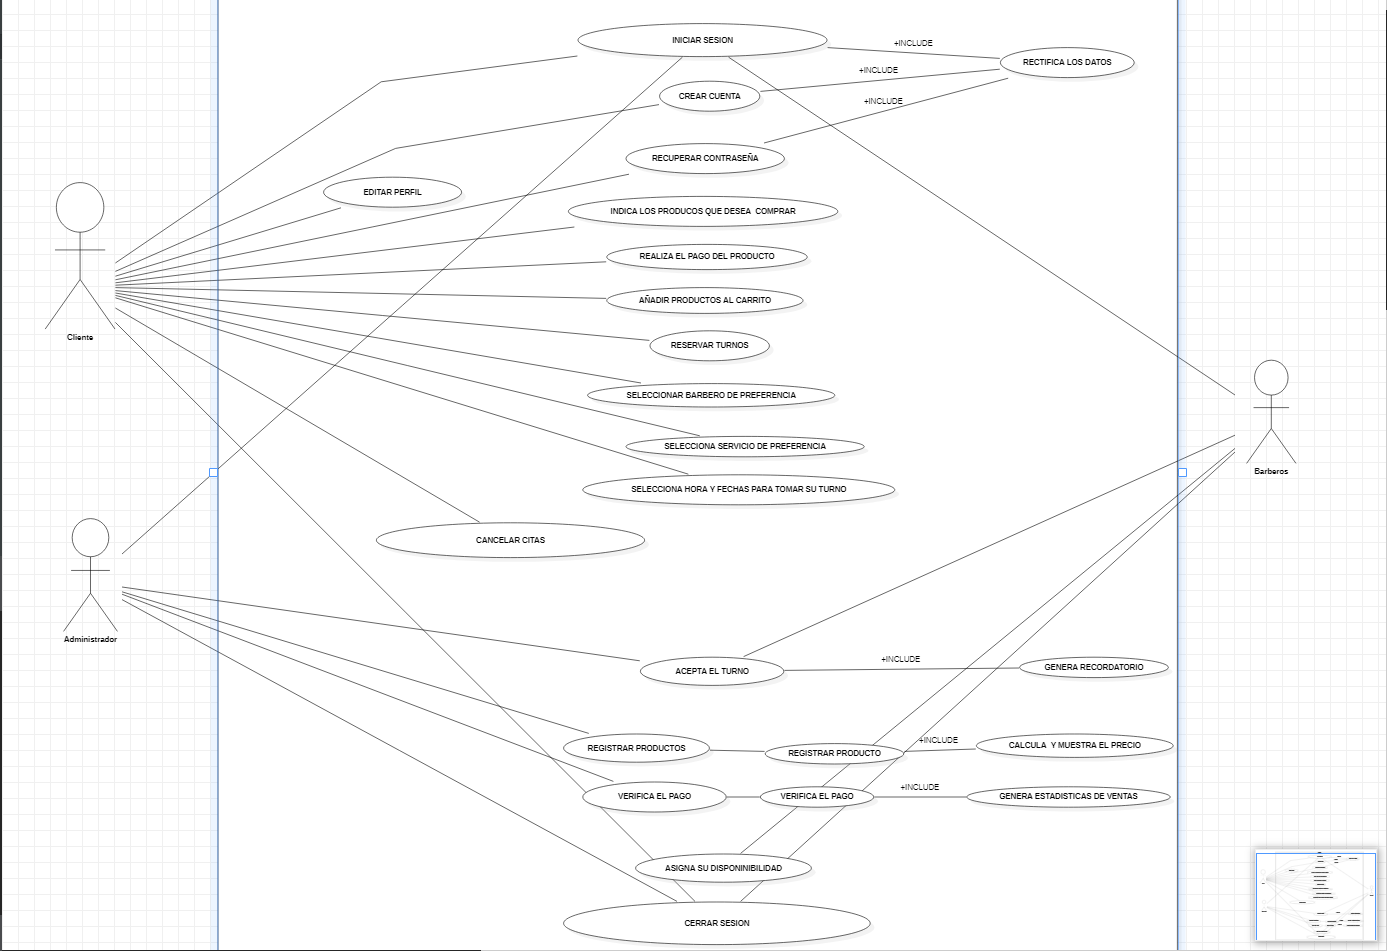 INICIAR SESION
+INCLUDE
RECTIFICA LOS DATOS
+INCLUDE
CREAR CUENTA
+INCLUDE
RECUPERAR CONTRASEÑA
EDITAR PERFIL
INDICA LOS PRODUCOS QUE DESEA COMPRAR
REALIZA EL PAGO DEL PRODUCTO
AÑADIR PRODUCTOS AL CARRITO
Cliente
RESERVAR TURNOS
SELECCIONAR BARBERO DE PREFERENCIA
SELECCIONA SERVICIO DE PREFERENCIA
Barberos
SELECCIONA HORA Y FECHAS PARA TOMAR SU TURNO
CANCELAR CITAS
Administrador
ACEPTA EL TURNO
+INCLUDE
GENERA RECORDATORIO
REGISTRAR PRODUCTOS
REGISTRAR PRODUCTO
+INCLUDE
CALCULA Y MUESTRA EL PRECIO
VERIFICA EL PAGO
VERIFICA EL PAGO
+INCLUDE
GENERA ESTADISTICAS DE VENTAS
ASIGNA SU DISPONINIBILIDAD
CERRAR SESION